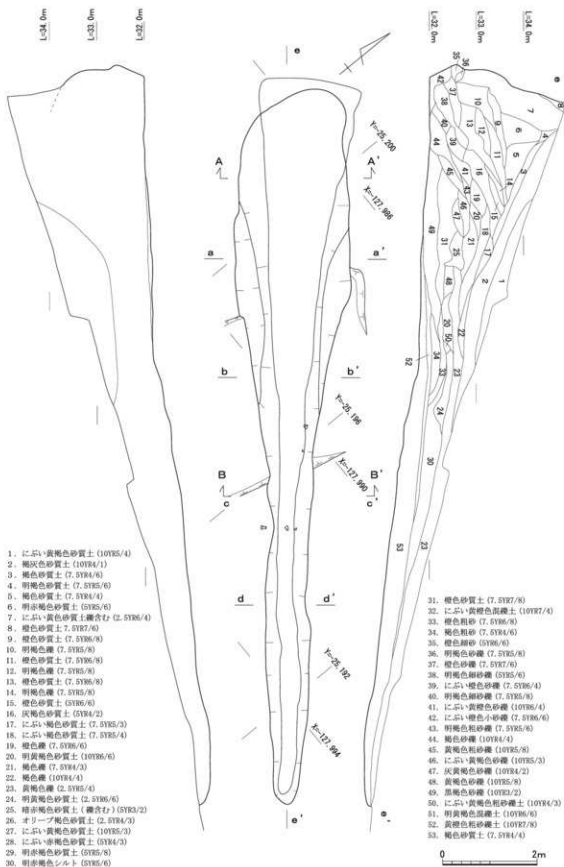 L=34.0m
L=33.0m
L=32.0m
e
A
A'
a
a'
b
b'
B
B'
c
c'
d
d'
e'
Y=-25,200
X=-127,986
Y=-25,196
X=-127,990
Y=-25,192
X=-127,994
L=32.0m
L=33.0m
L=34.0m
e
e'
1. にぶい黄褐色砂質土(10YR5/4)
2. 褐灰色砂質土(10YR4/1)
3. 褐色砂質土(7.5YR4/6)
4. 明褐色砂質土(7.5YR5/6)
5. 褐色砂質土(7.5YR4/4)
6. 明赤褐色砂質土(5YR5/6)
7. にぶい黄色砂質土礫含む(2.5YR6/4)
8. 橙色砂質土7.5YR7/6)
9. 橙色砂質土(7.5YR6/8)
10. 明褐色礫(7.5YR5/8)
11. 橙色砂質土(7.5YR6/8)
12. 明褐色礫(7.5YR5/8)
13. 橙色砂質土(7.5YR6/8)
14. 明褐色礫(7.5YR5/8)
15. 橙色砂質土(5YR6/6)
16. 灰褐色砂質土(5YR4/2)
17. にぶい褐色砂質土(7.5YR5/3)
18. にぶい褐色砂質土(7.5YR5/4)
19. 橙色礫(7.5YR6/6)
20. 明黄褐色砂質土(10YR6/6)
21. 褐色礫(7.5YR4/3)
22. 褐色礫(10YR4/4)
23. 黄褐色礫(2.5YR5/4)
24. 明黄褐色砂質土(2.5YR6/6)
25. 暗赤褐色砂質土(礫含む)(5YR3/2)
26. オリーブ褐色砂質土(2.5YR4/3)
27. にぶい黄褐色砂質土(10YR5/3)
28. にぶい赤褐色砂質土(5YR4/3)
29. 明赤褐色砂質土(5YR5/8)
30. 明赤褐色シルト(5YR5/6)
31. 橙色砂質土(7.5YR7/8)
32. にぶい黄橙色混礫土(10YR7/4)
33. 橙色粗砂(7.5YR6/8)
34. 褐色粗砂(7.5YR4/6)
35. 橙色細砂(5YR6/6)
36. 明褐色砂礫(7.5YR5/8)
37. 橙色砂礫(7.5YR7/6)
38. 明褐色細砂礫(5YR5/6)
39. にぶい橙色砂礫(7.5YR6/4)
40. 明褐色細砂礫(7.5YR5/8)
41. にぶい黄橙色砂礫(10YR6/4)
42. にぶい橙色小砂礫(7.5YR6/6)
43. 明褐色粗砂礫(7.5YR5/6)
44. 褐色砂礫(10YR4/4)
45. 黄褐色粗砂礫(10YR5/8)
46. にぶい黄褐色砂礫(10YR5/3)
47. 灰黄褐色砂礫(10YR4/2)
48. 黄褐色砂礫(10YR5/8)
49. 黒褐色砂礫(10YR3/2)
50. にぶい黄褐色粗砂礫土(10YR4/3)
51. 明黄褐色混礫土(10YR6/6)
52. 黄橙色粗砂礫土(10YR7/8)
53. 褐色砂質土(7.5YR4/4)
0
2m